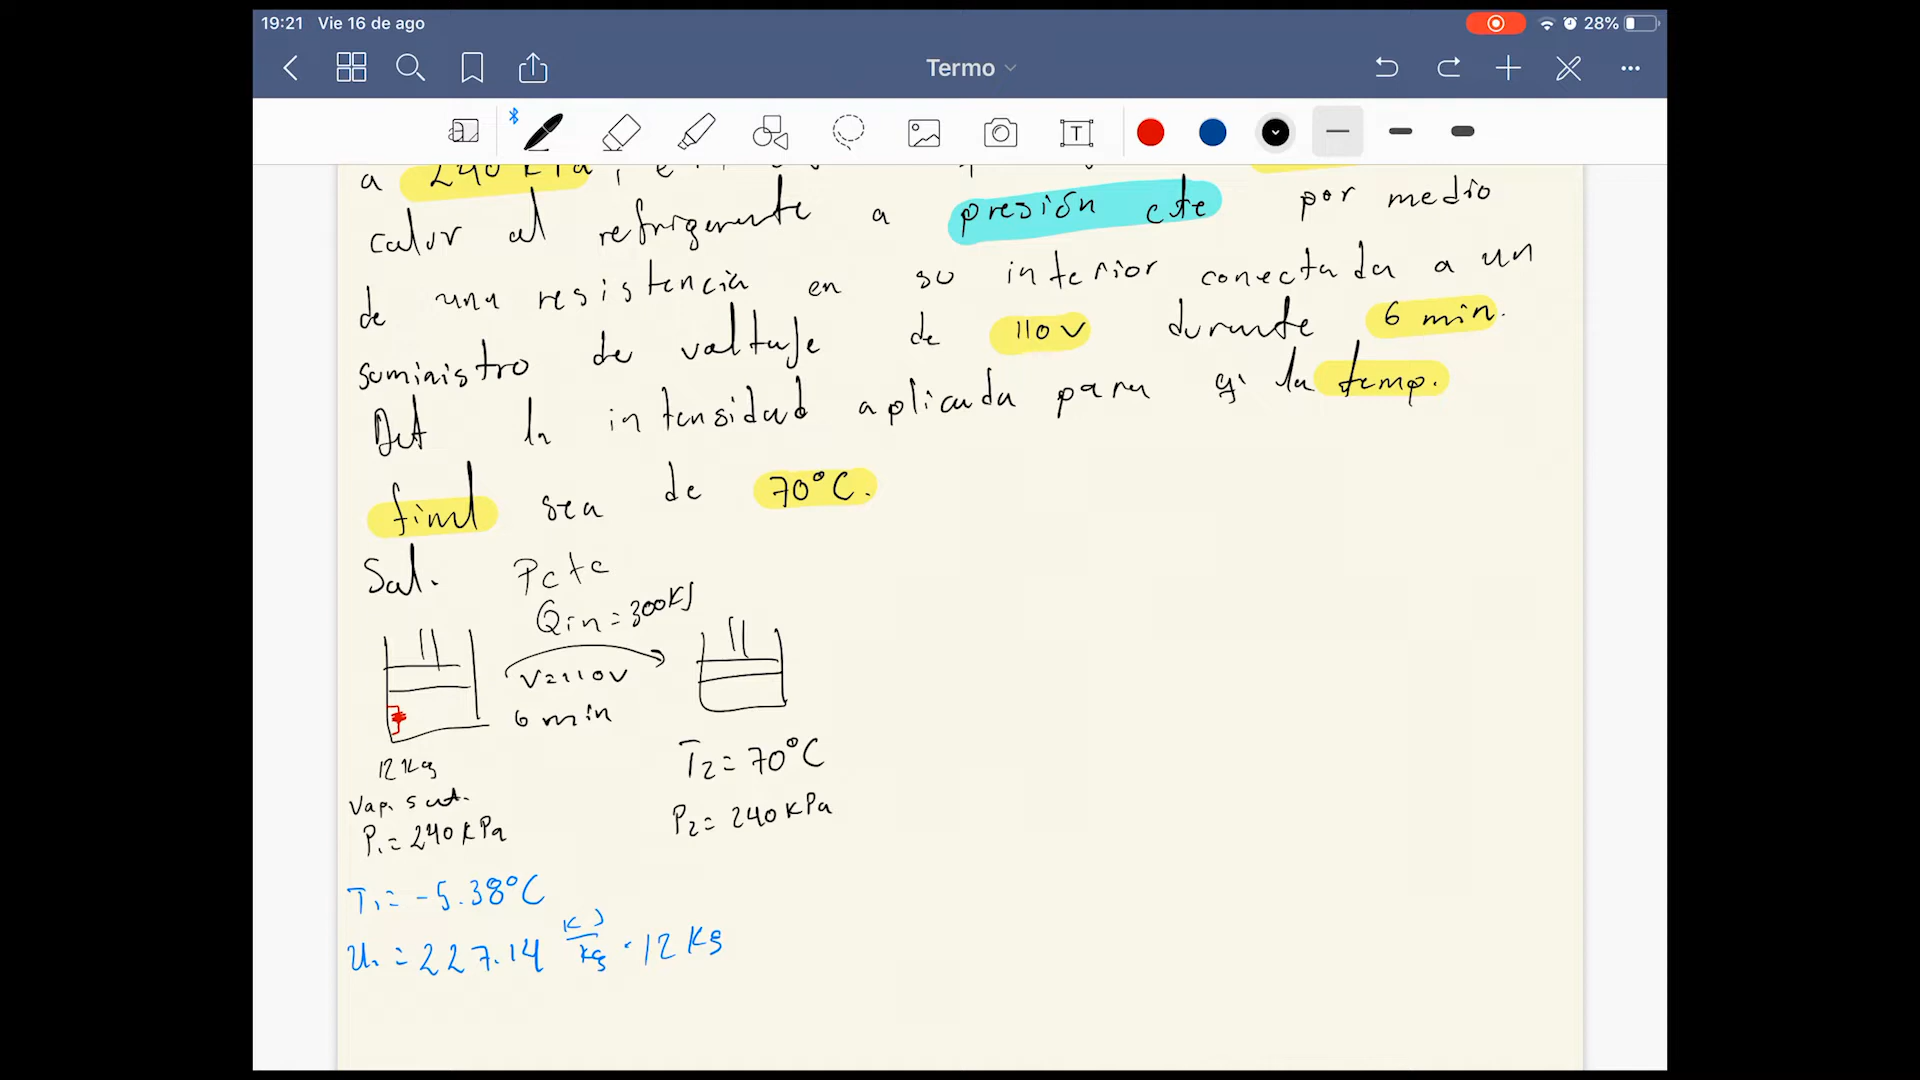 19:21 Vie 16 de ago 28%
Termo
T
a 240 kPa,
calor al refrigerante a presión cte por medio
de una resistencia en su interior conectada a un
suministro de voltaje de 110 V durante 6 min.
Det la intensidad aplicada para q' la temp.
final sea de 70°C.
Sol. P cte
Qin = 300 KJ
V = 110 V
6 min
12 Kg
Vap. sat.
P1 = 240 kPa
T2 = 70°C
P2 = 240 kPa
T1 = -5.38°C
U1 = 227.14 KJ/Kg · 12 Kg